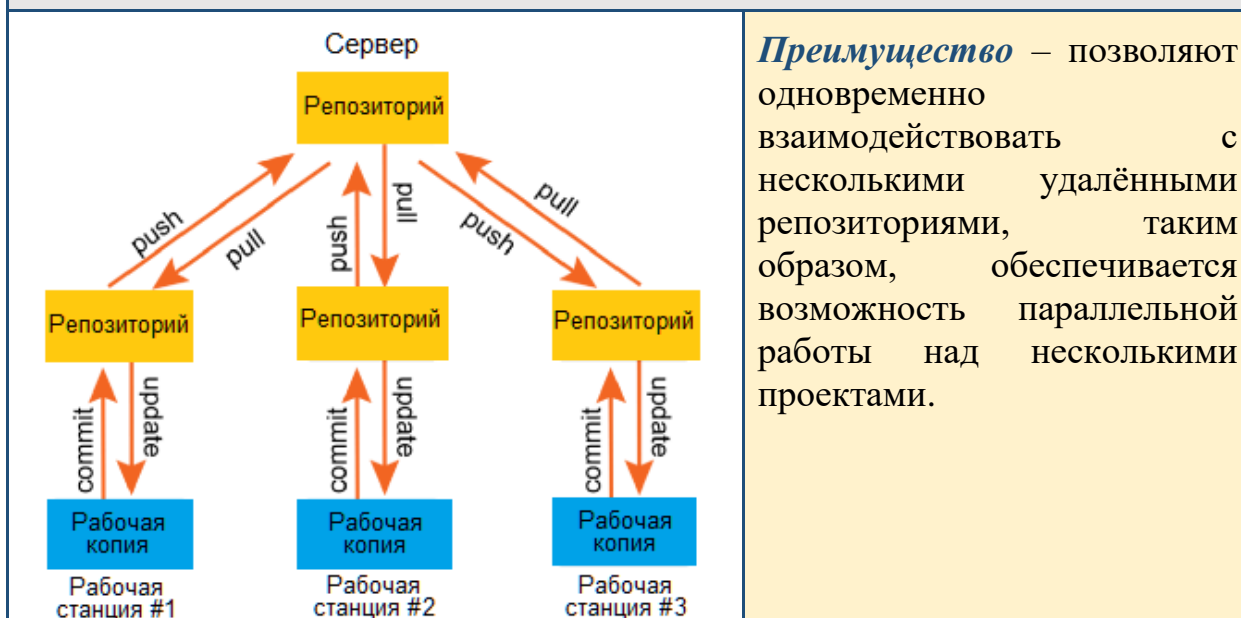 Сервер
Репозиторий
push
pull
push
pull
push
pull
Репозиторий
Репозиторий
Репозиторий
commit
update
commit
update
commit
update
Рабочая
копия
Рабочая
копия
Рабочая
копия
Рабочая
станция #1
Рабочая
станция #2
Рабочая
станция #3
Преимущество – позволяют
одновременно
взаимодействовать с
несколькими удалёнными
репозиториями, таким
образом, обеспечивается
возможность параллельной
работы над несколькими
проектами.